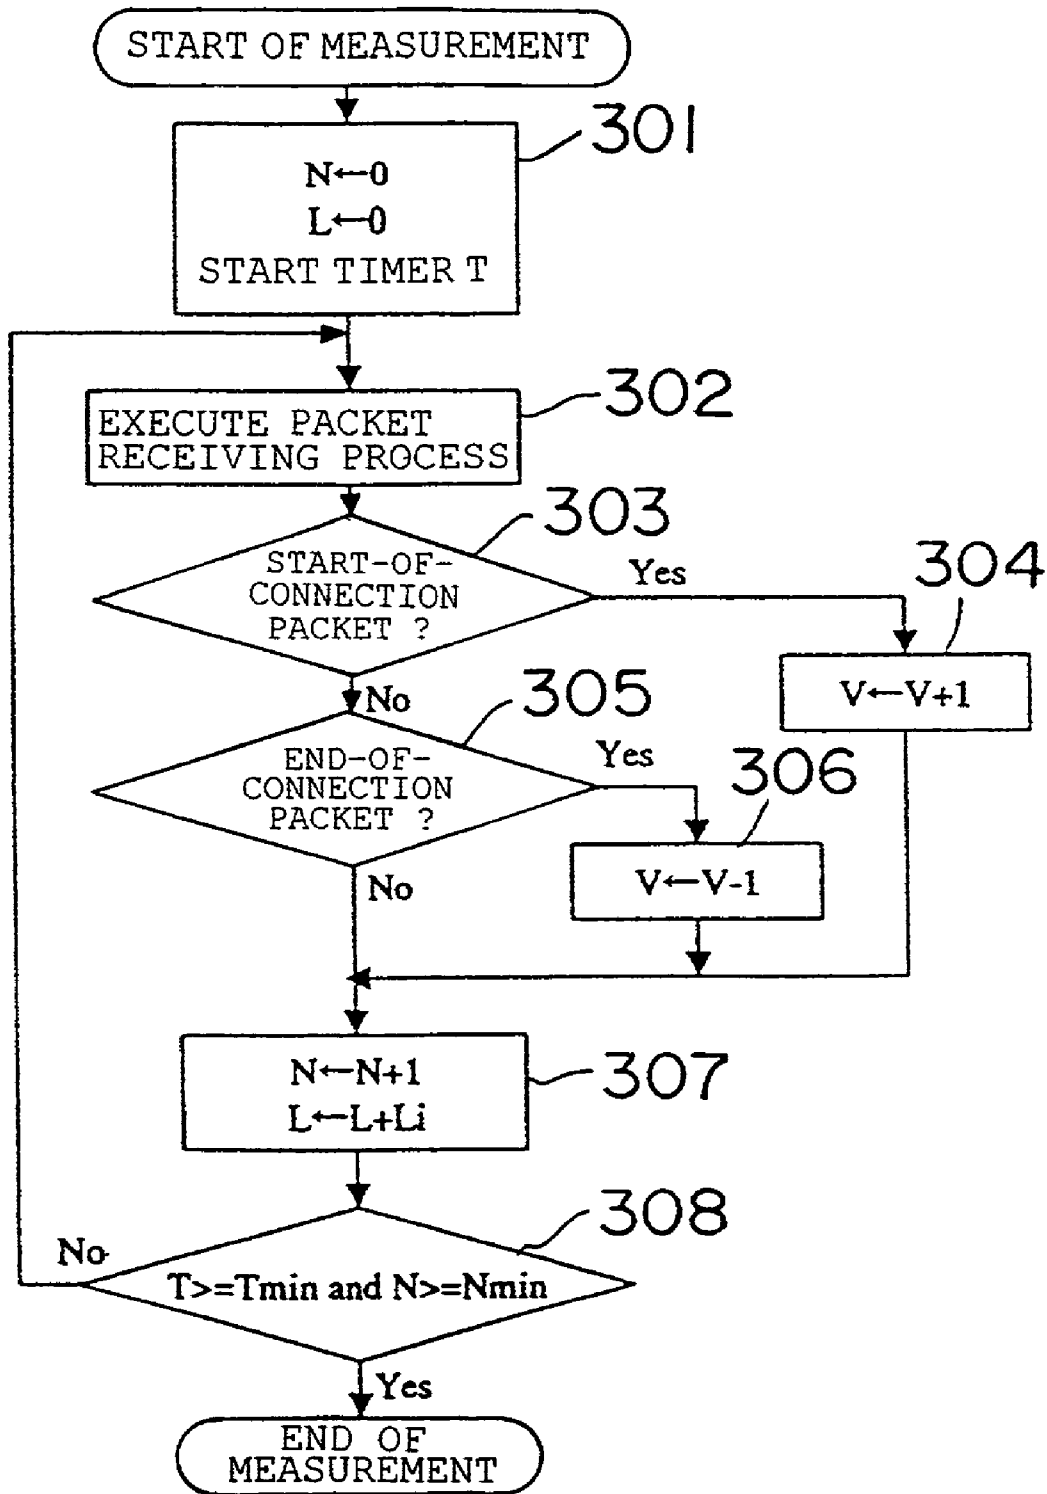 START OF MEASUREMENT
301
N←0
L←0
START TIMER T
302
EXECUTE PACKET
RECEIVING PROCESS
303
START-OF-
CONNECTION
PACKET ?
Yes
304
V←V+1
No
305
END-OF-
CONNECTION
PACKET ?
Yes
306
V←V-1
No
307
N←N+1
L←L+Li
308
No
T>=Tmin and N>=Nmin
Yes
END OF
MEASUREMENT